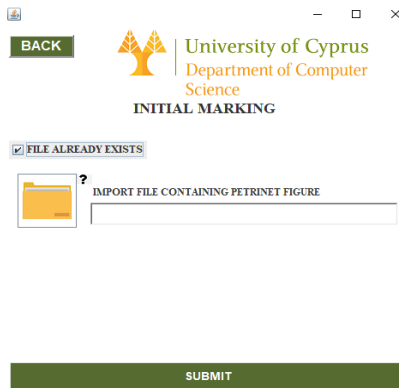 BACK
University of Cyprus
Department of Computer
Science
INITIAL MARKING
FILE ALREADY EXISTS
?
IMPORT FILE CONTAINING PETRINET FIGURE
SUBMIT